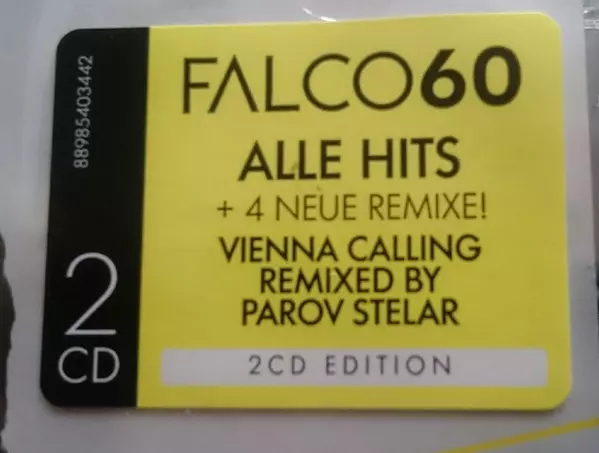 88985403442
2
CD
FALCO60
ALLE HITS
+ 4 NEUE REMIXE!
VIENNA CALLING
REMIXED BY
PAROV STELAR
2CD EDITION